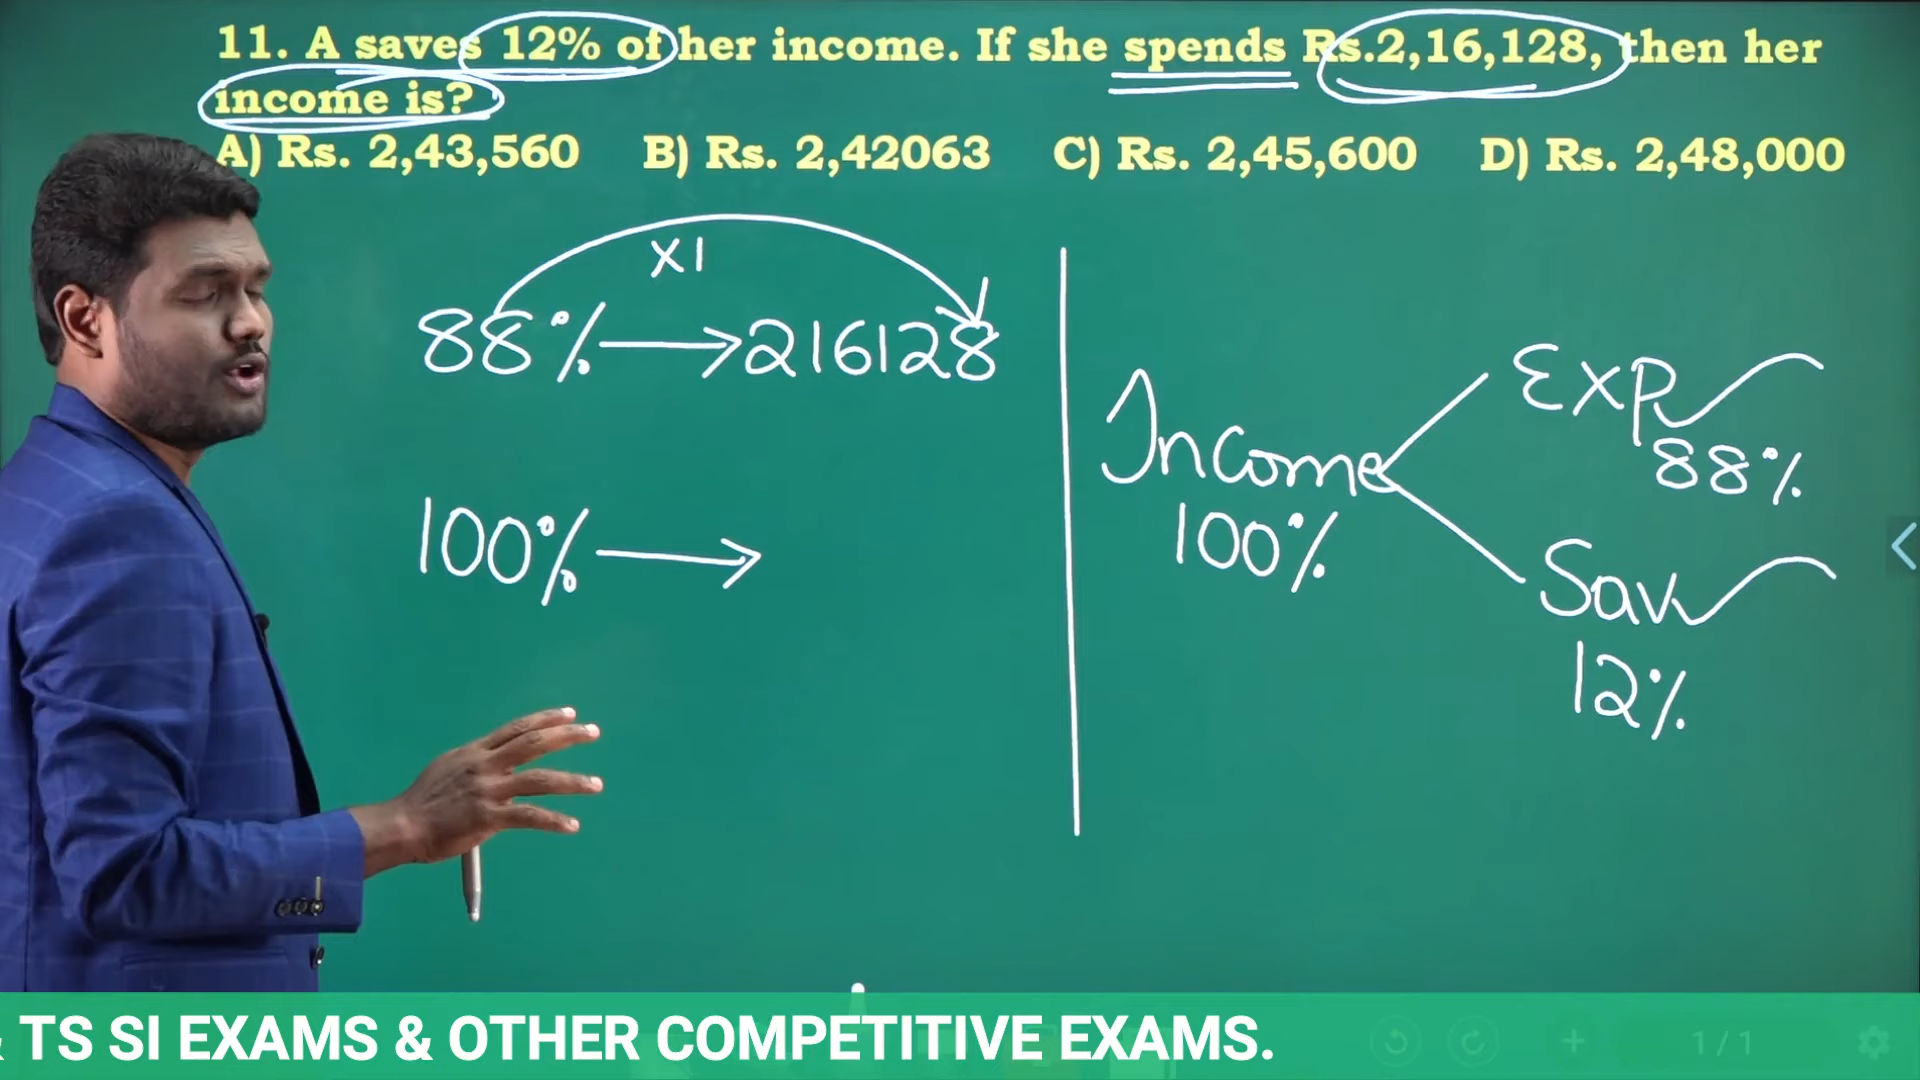 11. A saves 12% of her income. If she spends Rs.2,16,128, then her
income is?
A) Rs. 2,43,560 B) Rs. 2,42063 C) Rs. 2,45,600 D) Rs. 2,48,000
X1
88% → 216128
100% →
Income
100%
Exp
88%
Sav
12%
TS SI EXAMS & OTHER COMPETITIVE EXAMS.
1/1